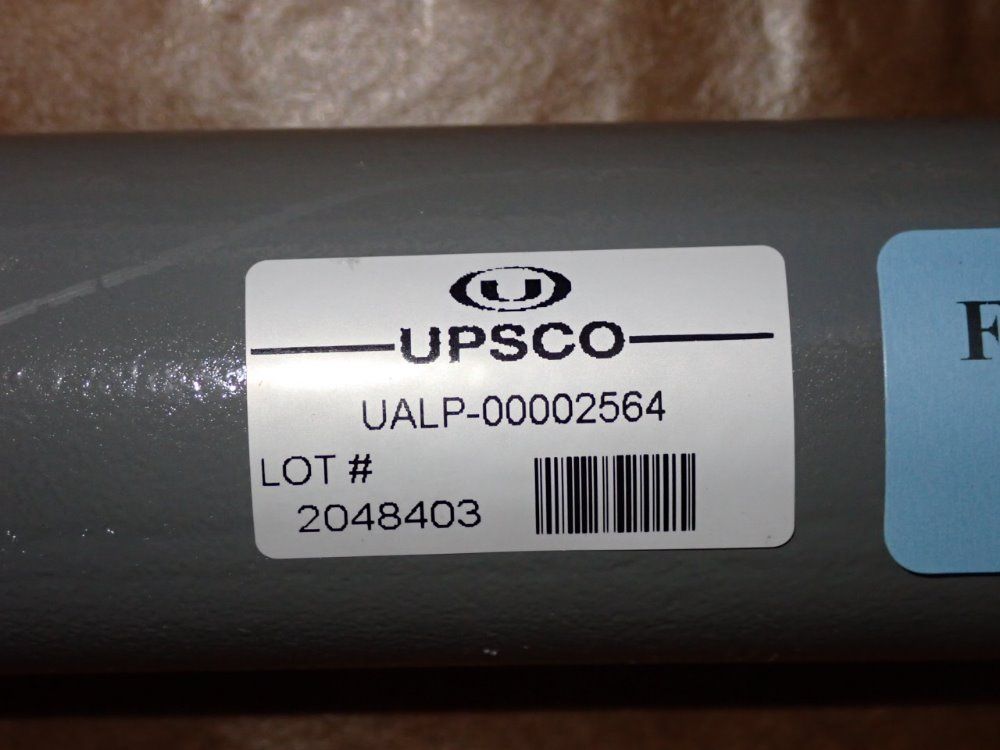 U
UPSCO
UALP-00002564
LOT #
2048403
F